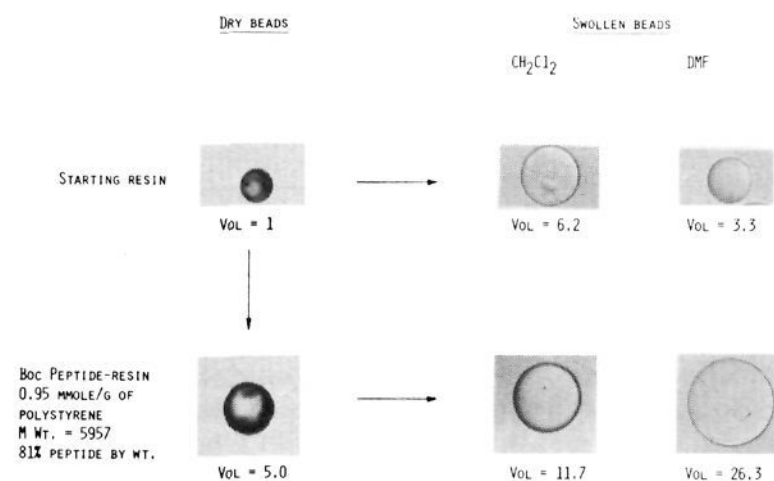 DRY BEADS
SWOLLEN BEADS
CH₂Cl₂
DMF
STARTING RESIN
VOL = 1
VOL = 6.2
VOL = 3.3
BOC PEPTIDE-RESIN
0.95 MMOLE/G OF
POLYSTYRENE
M WT. = 5957
81% PEPTIDE BY WT.
VOL = 5.0
VOL = 11.7
VOL = 26.3